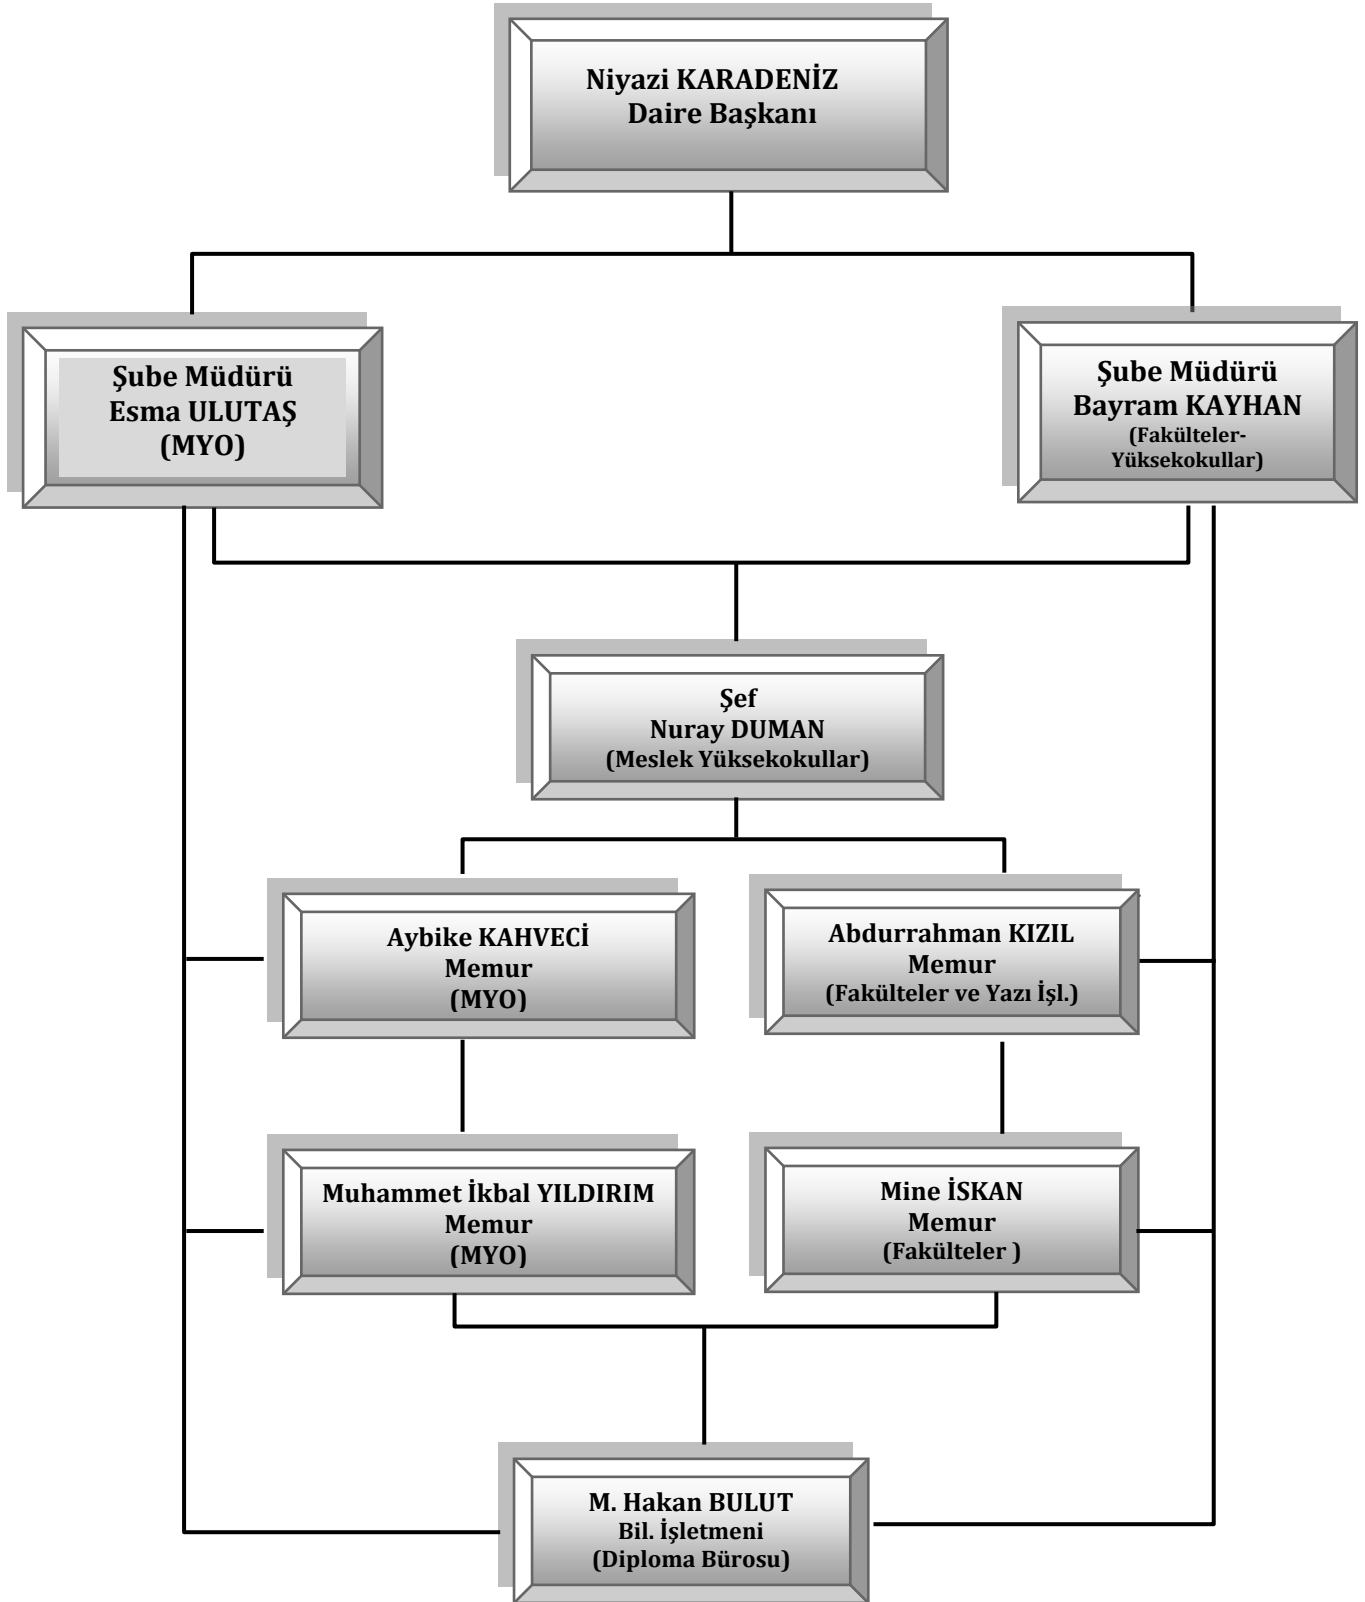 Niyazi KARADENİZ
Daire Başkanı
Şube Müdürü
Esma ULUTAŞ
(MYO)
Şube Müdürü
Bayram KAYHAN
(Fakülteler-
Yüksekokullar)
Şef
Nuray DUMAN
(Meslek Yüksekokullar)
Aybike KAHVECİ
Memur
(MYO)
Abdurrahman KIZIL
Memur
(Fakülteler ve Yazı İşl.)
Muhammet İkbal YILDIRIM
Memur
(MYO)
Mine İSKAN
Memur
(Fakülteler )
M. Hakan BULUT
Bil. İşletmeni
(Diploma Bürosu)